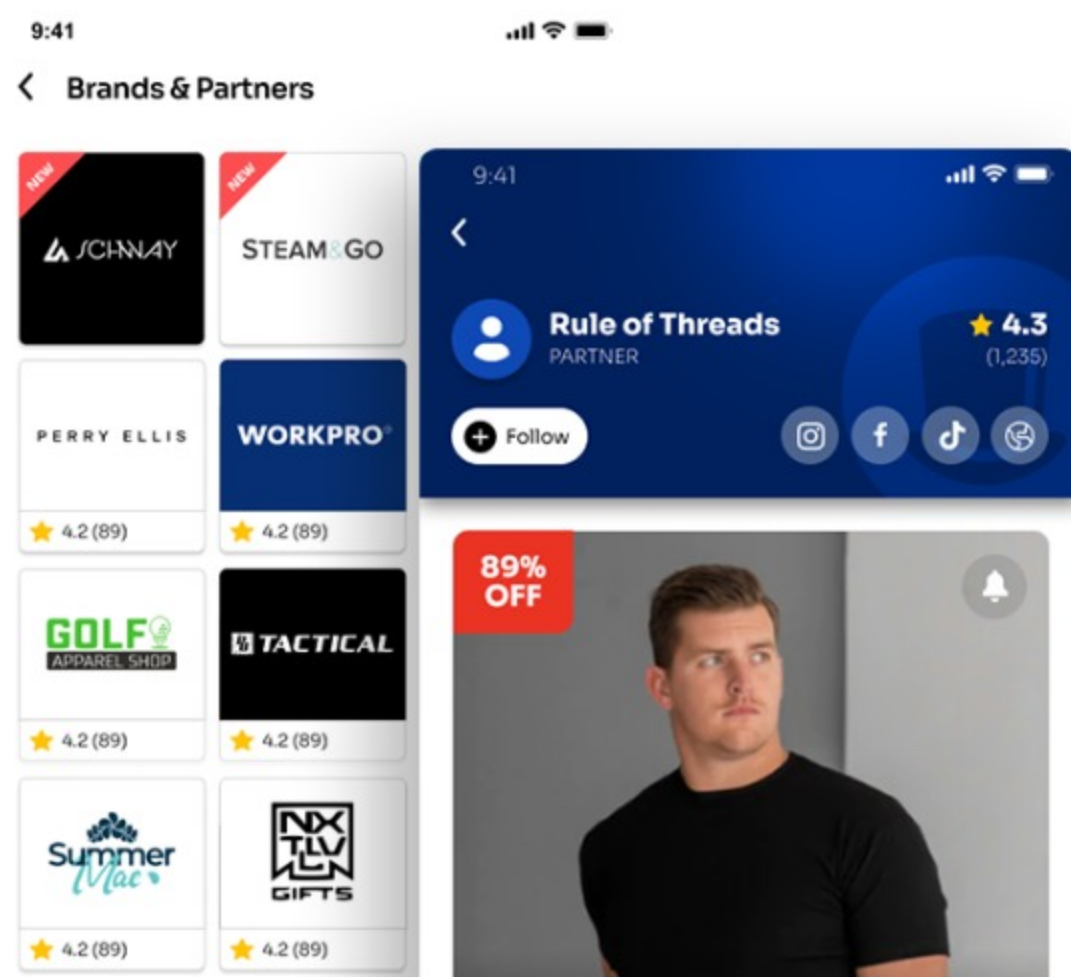 9:41
Brands & Partners
NEW
SCHWAY
NEW
STEAM&GO
PERRY ELLIS
4.2 (89)
WORKPRO®
4.2 (89)
GOLF
APPAREL SHOP
4.2 (89)
TACTICAL
4.2 (89)
Summer
Mac
4.2 (89)
NX
TLV
L
GIFTS
4.2 (89)
9:41
Rule of Threads
PARTNER
4.3
(1,235)
Follow
89%
OFF